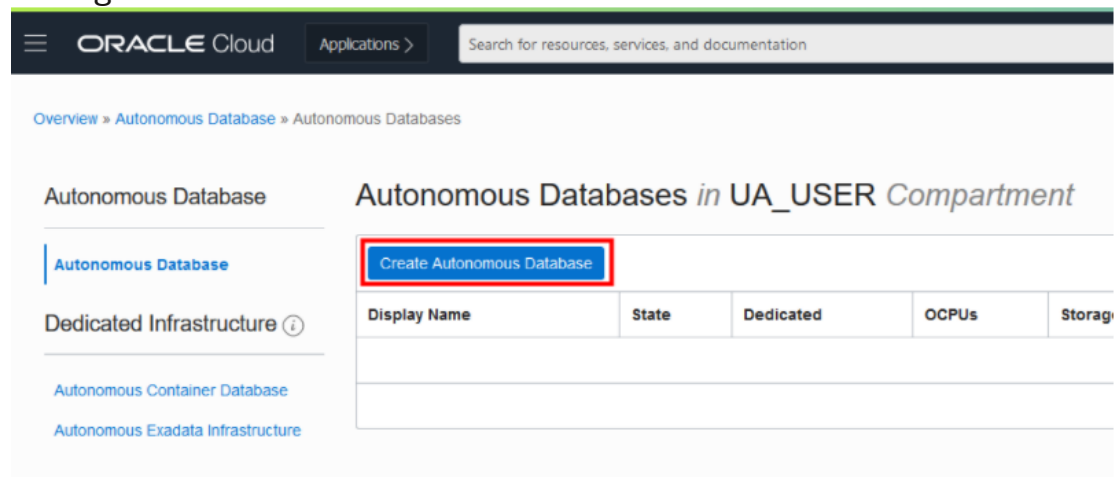 ORACLE Cloud
Applications >
Search for resources, services, and documentation
Overview » Autonomous Database » Autonomous Databases
Autonomous Database
Autonomous Database
Dedicated Infrastructure
Autonomous Container Database
Autonomous Exadata Infrastructure
Autonomous Databases in UA_USER Compartment
Create Autonomous Database
Display Name State Dedicated OCPUs Storag